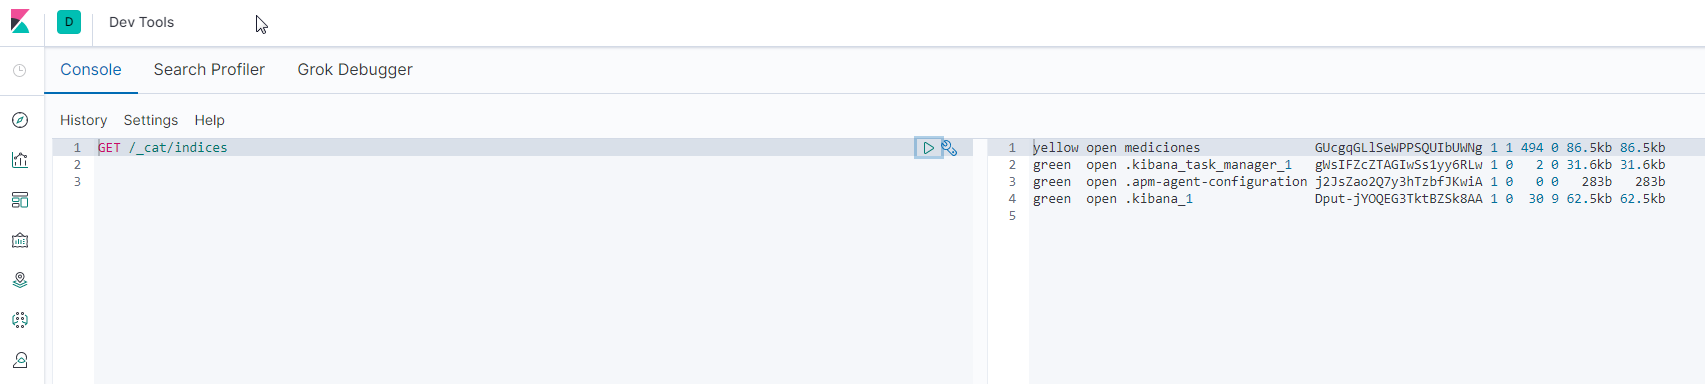 D Dev Tools
Console Search Profiler Grok Debugger
History Settings Help
1 GET /_cat/indices
2
3
1 yellow open mediciones GUcgqGLlSeWPPSQUIbUWNg 1 1 494 0 86.5kb 86.5kb
2 green open .kibana_task_manager_1 gWsIFZcZTAGIwSs1yy6RLw 1 0 2 0 31.6kb 31.6kb
3 green open .apm-agent-configuration j2JsZao2Q7y3hTzbfJKwiA 1 0 0 0 283b 283b
4 green open .kibana_1 Dput-jYOQEG3TktBZSk8AA 1 0 30 9 62.5kb 62.5kb
5